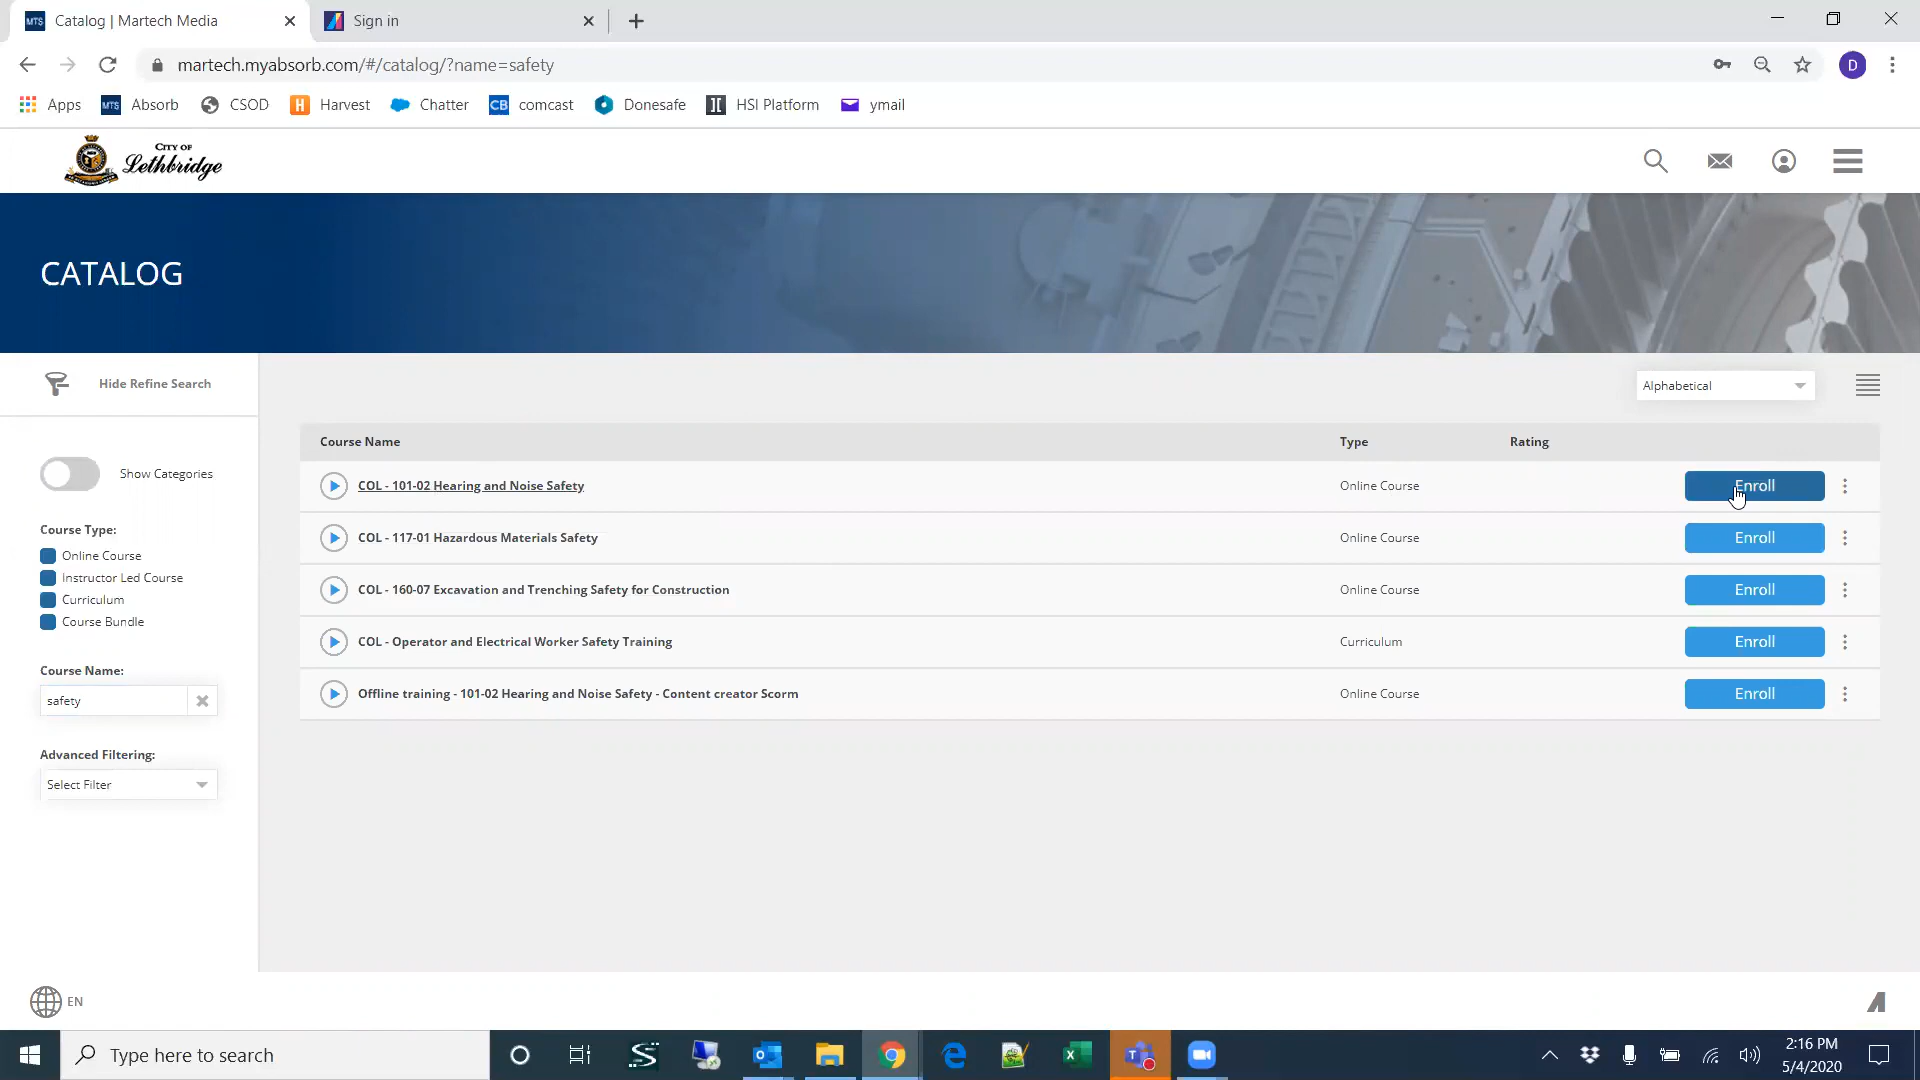 MTS Catalog | Martech Media
Sign in
martech.myabsorb.com/#/catalog/?name=safety
D
Apps MTS Absorb CSOD H Harvest Chatter CB comcast Donesafe HSI Platform ymail
CITY OF
Lethbridge
CATALOG
Hide Refine Search
Alphabetical
Show Categories
Course Type:
Online Course
Instructor Led Course
Curriculum
Course Bundle
Course Name:
safety
Advanced Filtering:
Select Filter
Course Name Type Rating
COL - 101-02 Hearing and Noise Safety Online Course Enroll
COL - 117-01 Hazardous Materials Safety Online Course Enroll
COL - 160-07 Excavation and Trenching Safety for Construction Online Course Enroll
COL - Operator and Electrical Worker Safety Training Curriculum Enroll
Offline training - 101-02 Hearing and Noise Safety - Content creator Scorm Online Course Enroll
EN
Type here to search
2:16 PM
5/4/2020